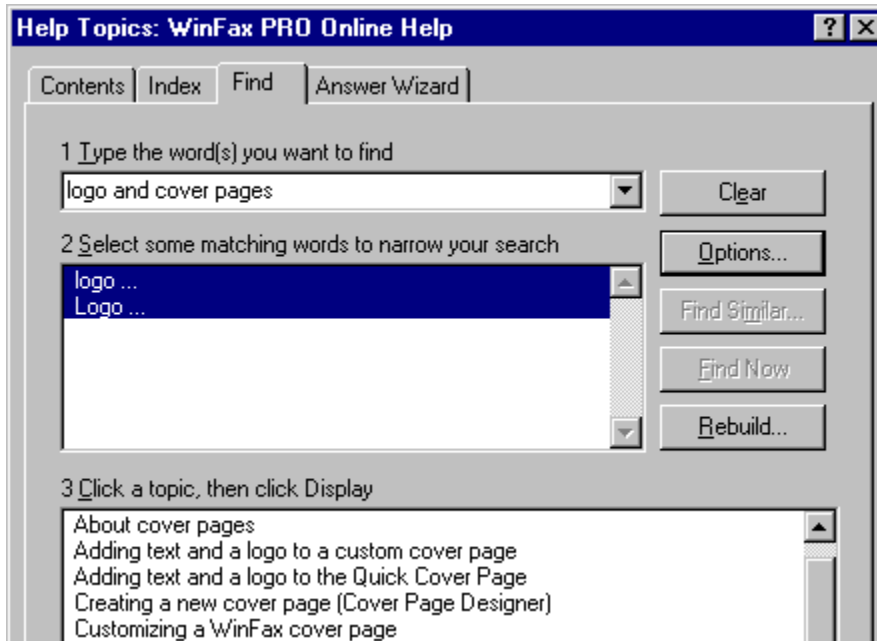 Help Topics: WinFax PRO Online Help
Contents Index Find Answer Wizard
1 Type the word(s) you want to find
logo and cover pages
Clear
2 Select some matching words to narrow your search
Options...
logo ...
Logo ...
Find Similar...
Find Now
Rebuild...
3 Click a topic, then click Display
About cover pages
Adding text and a logo to a custom cover page
Adding text and a logo to the Quick Cover Page
Creating a new cover page (Cover Page Designer)
Customizing a WinFax cover page